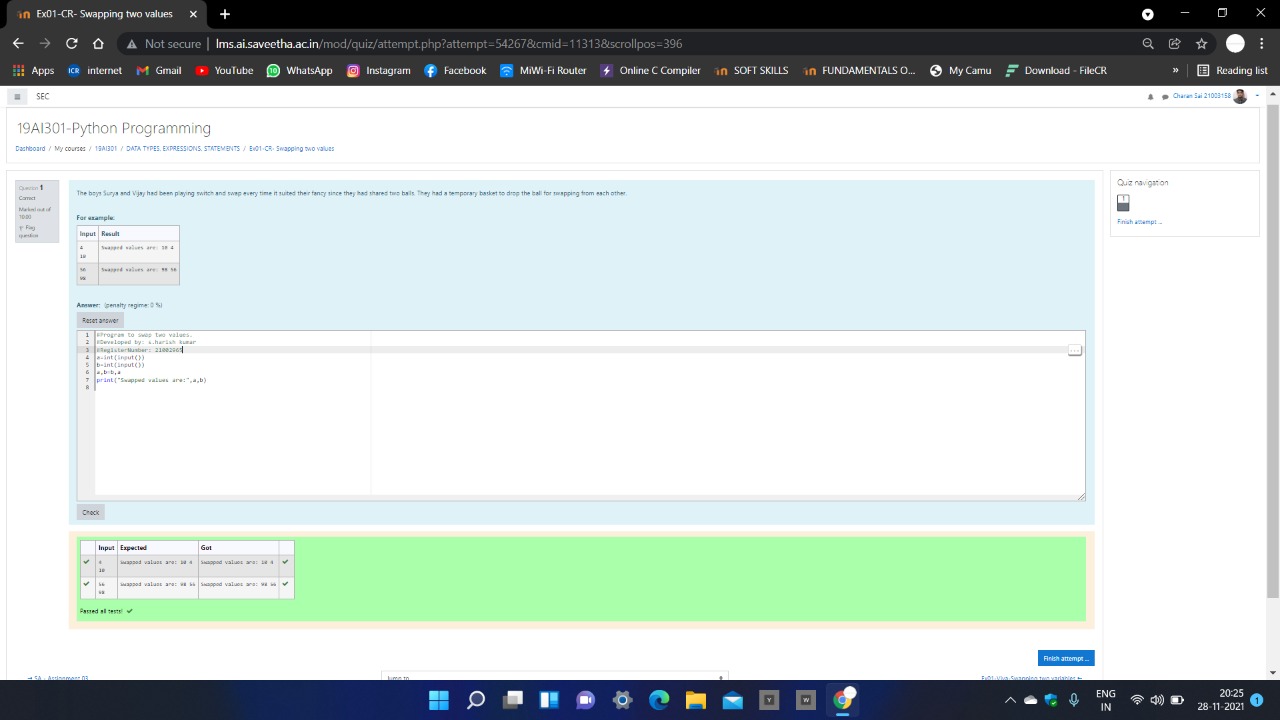 Ex01-CR- Swapping two values
Not secure | lms.ai.saveetha.ac.in/mod/quiz/attempt.php?attempt=54267&cmid=11313&scrollpos=396
Apps internet Gmail YouTube WhatsApp Instagram Facebook MiWi-Fi Router Online C Compiler SOFT SKILLS FUNDAMENTALS O... My Camu Download - FileCR » Reading list
SEC
Charan Sai 21003158
19AI301-Python Programming
Dashboard / My courses / 19AI301 / DATA TYPES, EXPRESSIONS, STATEMENTS / Ex01-CR- Swapping two values
Question 1
Correct
Marked out of
10.00
Flag
question
The boys Surya and Vijay had been playing switch and swap every time it suited their fancy since they had shared two balls. They had a temporary basket to drop the ball for swapping from each other.
For example:
Input Result
4 Swapped values are: 10 4
10
56 Swapped values are: 98 56
98
Answer: (penalty regime: 0 %)
Reset answer
1 #Program to swap two values.
2 #Developed by: s.harish kumar
3 #RegisterNumber: 21002965
4 a=int(input())
5 b=int(input())
6 a,b=b,a
7 print("Swapped values are:",a,b)
8
Check
Input Expected Got
4 Swapped values are: 10 4 Swapped values are: 10 4
10
56 Swapped values are: 98 56 Swapped values are: 98 56
98
Passed all tests!
Quiz navigation
1
Finish attempt ...
Finish attempt ...
SA - Assignment 03
Jump to...
Ex01-Viva-Swapping two variables
ENG
IN
20:25
28-11-2021
1